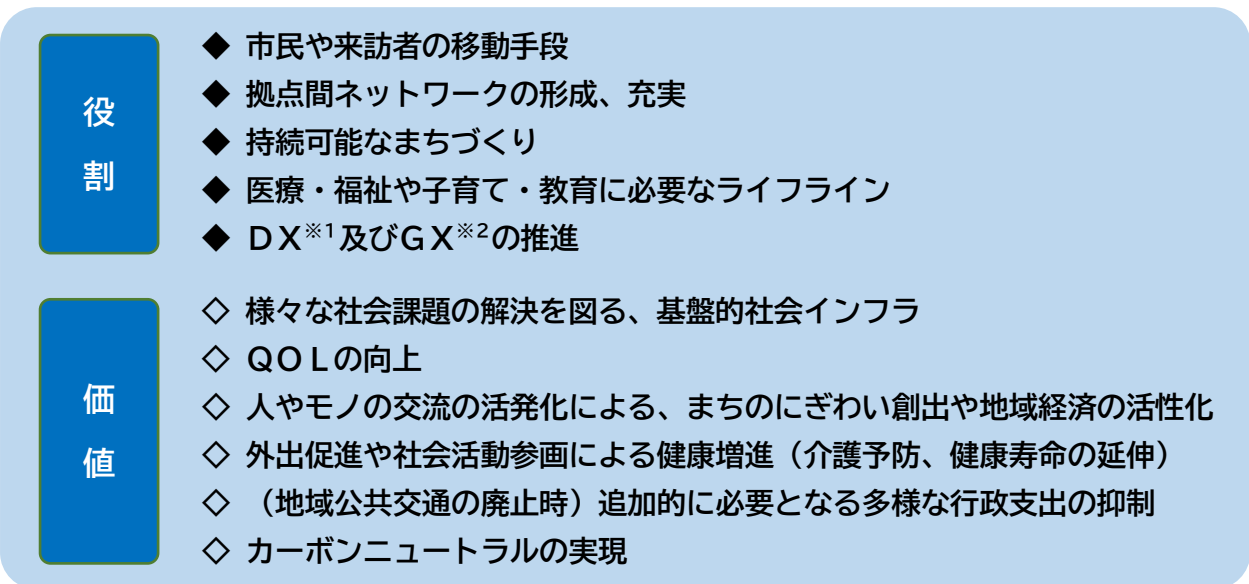 役割
◆ 市民や来訪者の移動手段
◆ 拠点間ネットワークの形成、充実
◆ 持続可能なまちづくり
◆ 医療・福祉や子育て・教育に必要なライフライン
◆ ＤＸ※1及びＧＸ※2の推進
価値
◇ 様々な社会課題の解決を図る、基盤的社会インフラ
◇ ＱＯＬの向上
◇ 人やモノの交流の活発化による、まちのにぎわい創出や地域経済の活性化
◇ 外出促進や社会活動参画による健康増進（介護予防、健康寿命の延伸）
◇ （地域公共交通の廃止時）追加的に必要となる多様な行政支出の抑制
◇ カーボンニュートラルの実現